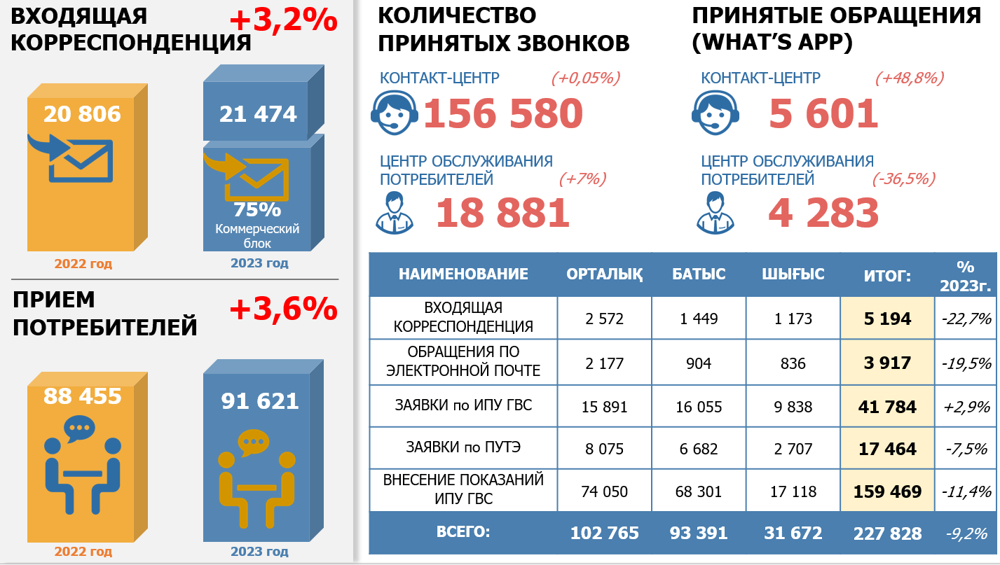 ВХОДЯЩАЯ
КОРРЕСПОНДЕНЦИЯ
+3,2%
20 806
21 474
75%
Коммерческий
блок
2022 год
2023 год
ПРИЕМ
ПОТРЕБИТЕЛЕЙ
+3,6%
88 455
91 621
2022 год
2023 год
КОЛИЧЕСТВО
ПРИНЯТЫХ ЗВОНКОВ
КОНТАКТ-ЦЕНТР (+0,05%)
156 580
ЦЕНТР ОБСЛУЖИВАНИЯ
ПОТРЕБИТЕЛЕЙ (+7%)
18 881
ПРИНЯТЫЕ ОБРАЩЕНИЯ
(WHAT’S APP)
КОНТАКТ-ЦЕНТР (+48,8%)
5 601
ЦЕНТР ОБСЛУЖИВАНИЯ
ПОТРЕБИТЕЛЕЙ (-36,5%)
4 283
НАИМЕНОВАНИЕ ОРТАЛЫҚ БАТЫС ШЫҒЫС ИТОГ: %
2023г.
ВХОДЯЩАЯ
КОРРЕСПОНДЕНЦИЯ 2 572 1 449 1 173 5 194 -22,7%
ОБРАЩЕНИЯ ПО
ЭЛЕКТРОННОЙ ПОЧТЕ 2 177 904 836 3 917 -19,5%
ЗАЯВКИ по ИПУ ГВС 15 891 16 055 9 838 41 784 +2,9%
ЗАЯВКИ по ПУТЭ 8 075 6 682 2 707 17 464 -7,5%
ВНЕСЕНИЕ ПОКАЗАНИЙ
ИПУ ГВС 74 050 68 301 17 118 159 469 -11,4%
ВСЕГО: 102 765 93 391 31 672 227 828 -9,2%